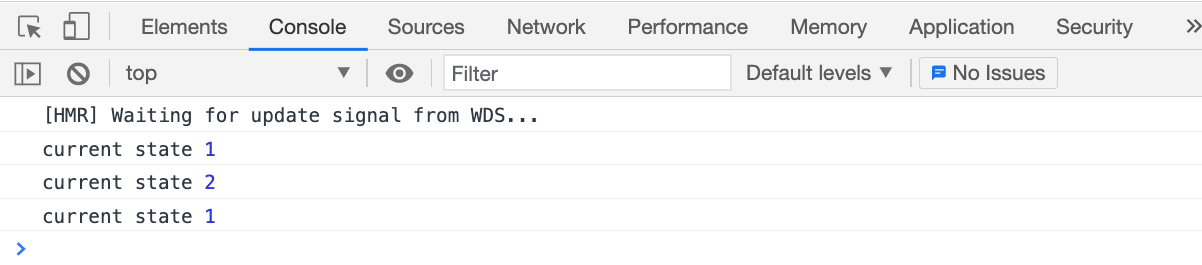 Elements Console Sources Network Performance Memory Application Security »
top ▼ Filter Default levels ▼ No Issues
[HMR] Waiting for update signal from WDS...
current state 1
current state 2
current state 1
>